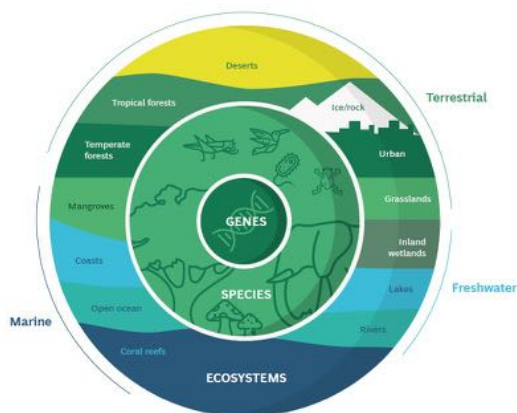 Deserts
Tropical forests
Ice/rock
Terrestrial
Temperate
forests
Urban
Mangroves
GENES
Grasslands
Coasts
Inland
wetlands
SPECIES
Lakes
Freshwater
Open ocean
Marine
Rivers
Coral reefs
ECOSYSTEMS